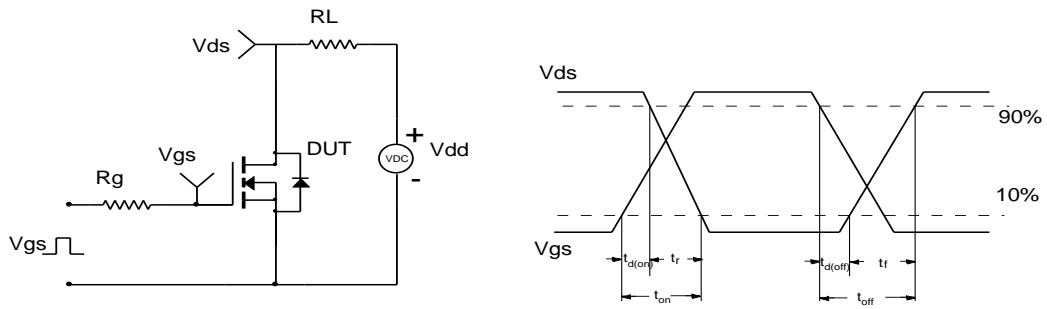 RL
Vds
Vgs
DUT
+
VDC
Vdd
-
Rg
Vgs
Vds
90%
10%
Vgs
td(on)
tr
td(off)
tf
ton
toff